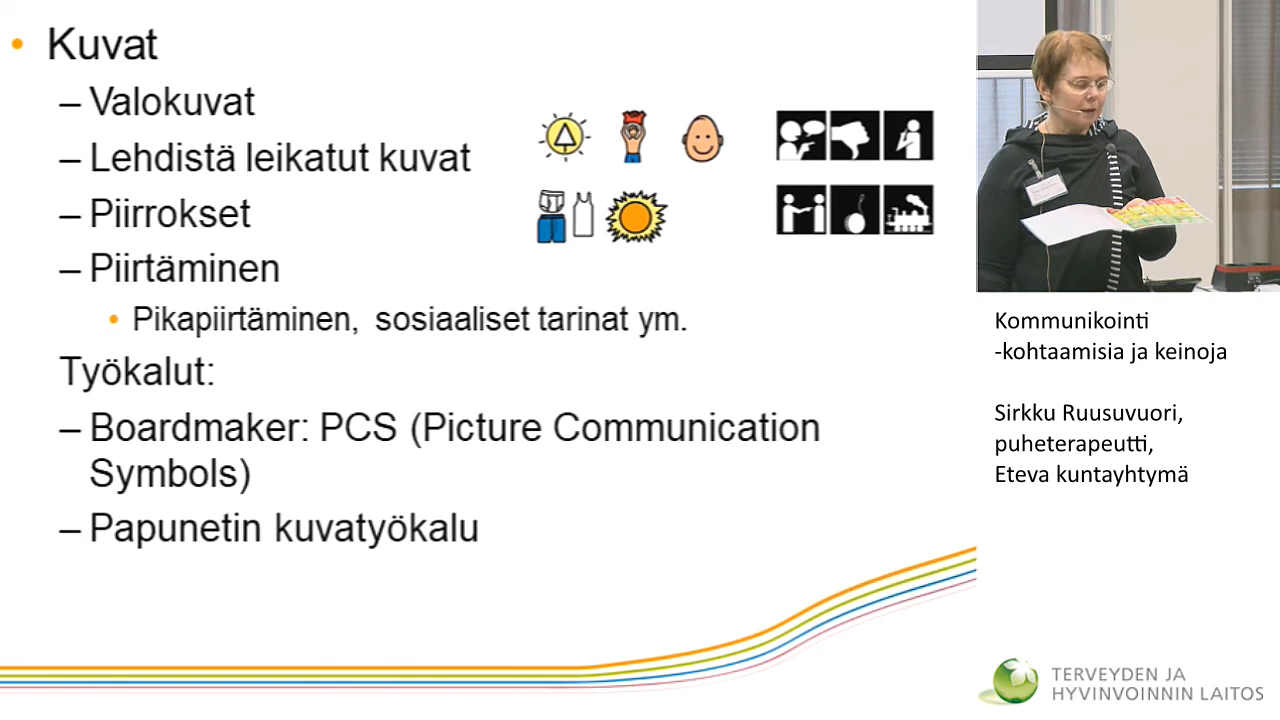 • Kuvat
– Valokuvat
– Lehdistä leikatut kuvat
– Piirrokset
– Piirtäminen
• Pikapiirtäminen, sosiaaliset tarinat ym.
Työkalut:
– Boardmaker: PCS (Picture Communication
Symbols)
– Papunetin kuvatyökalu
Kommunikointi
-kohtaamisia ja keinoja
Sirkku Ruusuvuori,
puheterapeutti,
Eteva kuntayhtymä
TERVEYDEN JA
HYVINVOINNIN LAITOS